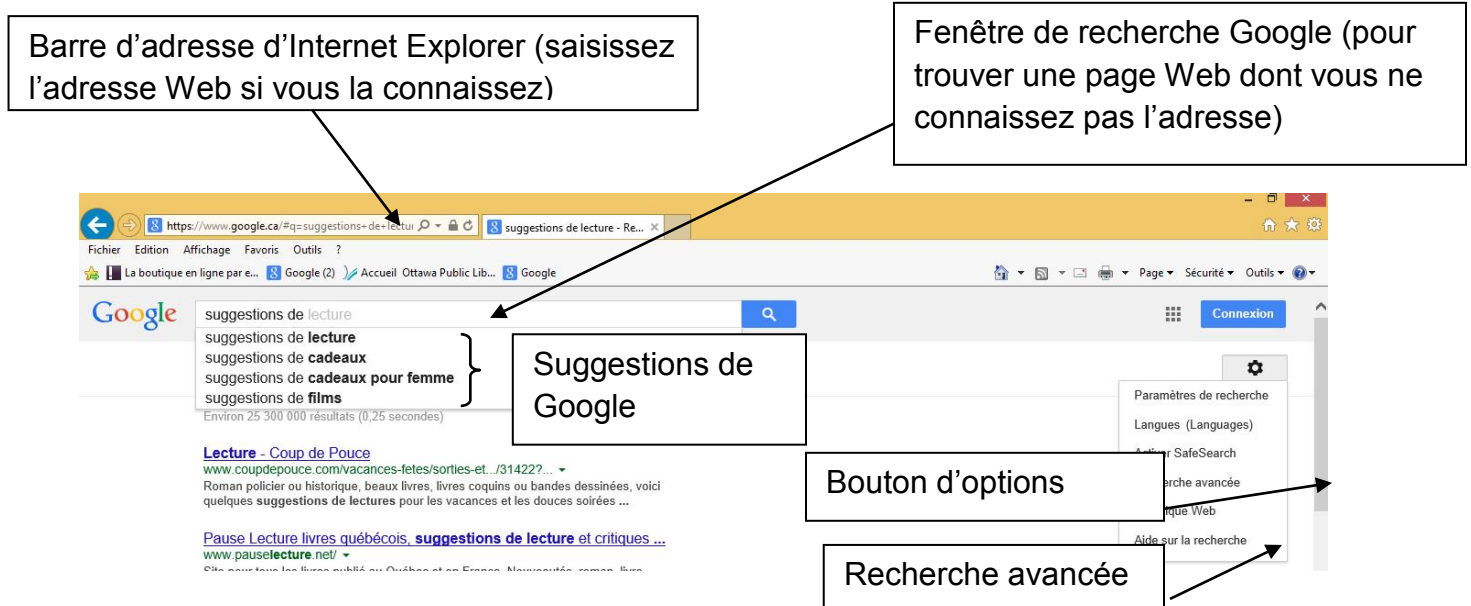 Barre d'adresse d'Internet Explorer (saisissez
l'adresse Web si vous la connaissez)
Fenêtre de recherche Google (pour
trouver une page Web dont vous ne
connaissez pas l'adresse)
https://www.google.ca/#q=suggestions+de+lectur
suggestions de lecture - Re...
Fichier Edition Affichage Favoris Outils ?
La boutique en ligne par e... Google (2) Accueil Ottawa Public Lib... Google
Page Sécurité Outils
Google
suggestions de lecture
Connexion
suggestions de lecture
suggestions de cadeaux
suggestions de cadeaux pour femme
suggestions de films
Suggestions de
Google
Environ 25 300 000 résultats (0,25 secondes)
Paramètres de recherche
Langues (Languages)
SafeSearch
avancée
Web
Aide sur la recherche
Lecture - Coup de Pouce
www.coupdepouce.com/vacances-fetes/sorties-et.../31422?...
Roman policier ou historique, beaux livres, livres coquins ou bandes dessinées, voici
quelques suggestions de lectures pour les vacances et les douces soirées ...
Bouton d'options
Pause Lecture livres québécois, suggestions de lecture et critiques ...
www.pauselecture.net/
Recherche avancée